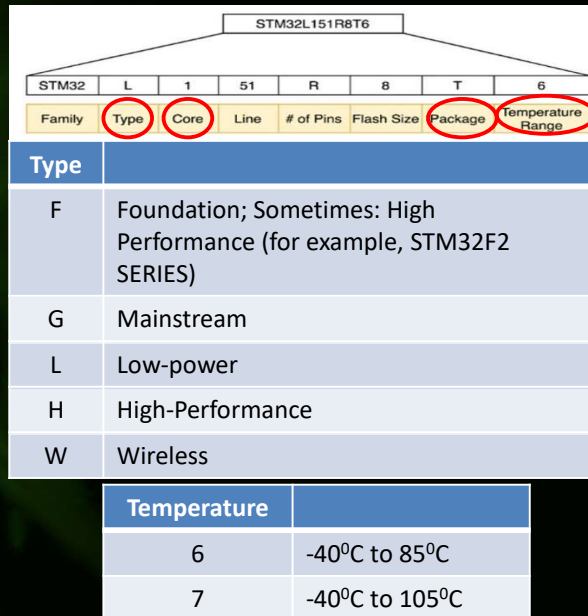 STM32L151R8T6
STM32 L 1 51 R 8 T 6
Family Type Core Line # of Pins Flash Size Package Temperature Range
Type
F Foundation; Sometimes: High
Performance (for example, STM32F2
SERIES)
G Mainstream
L Low-power
H High-Performance
W Wireless
Temperature
6 -40⁰C to 85⁰C
7 -40⁰C to 105⁰C